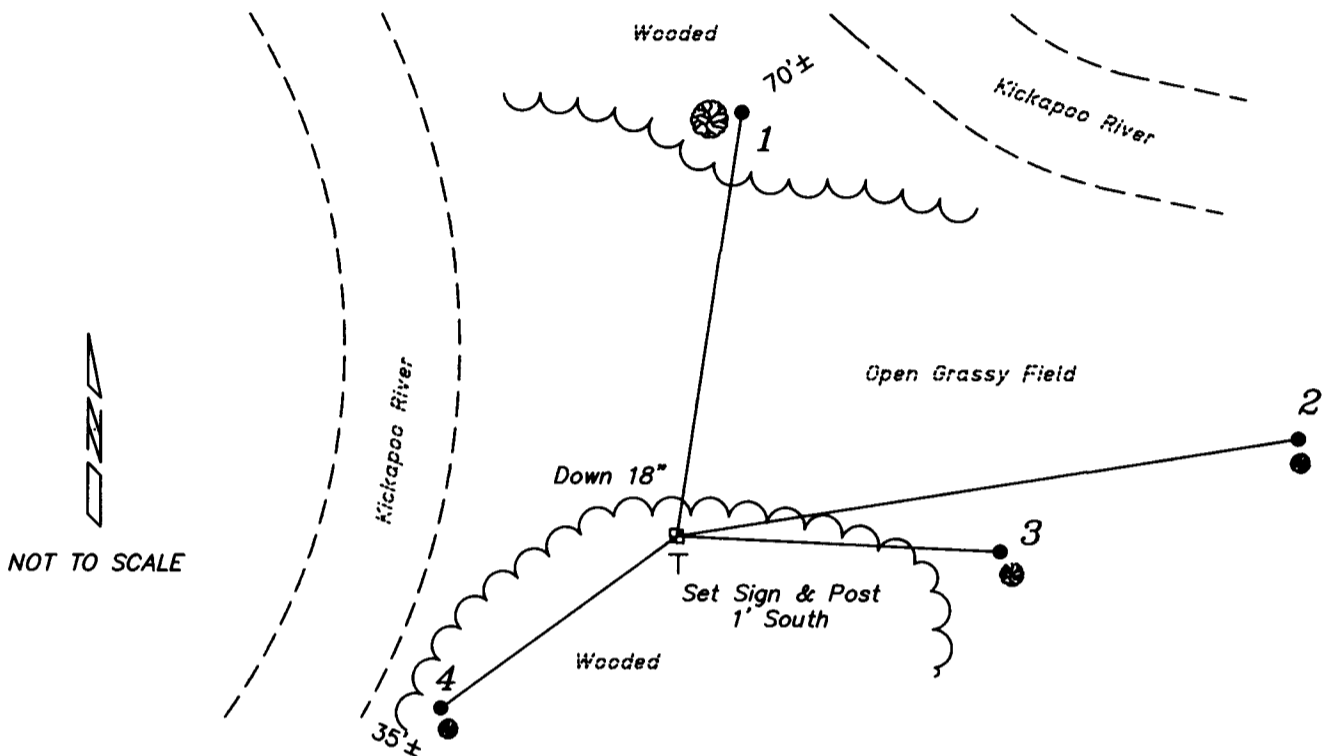 Wooded
70'±
Kickapoo River
1
Open Grassy Field
2
Kickapoo River
Down 18"
N
NOT TO SCALE
3
Set Sign & Post
1' South
Wooded
4
35'±